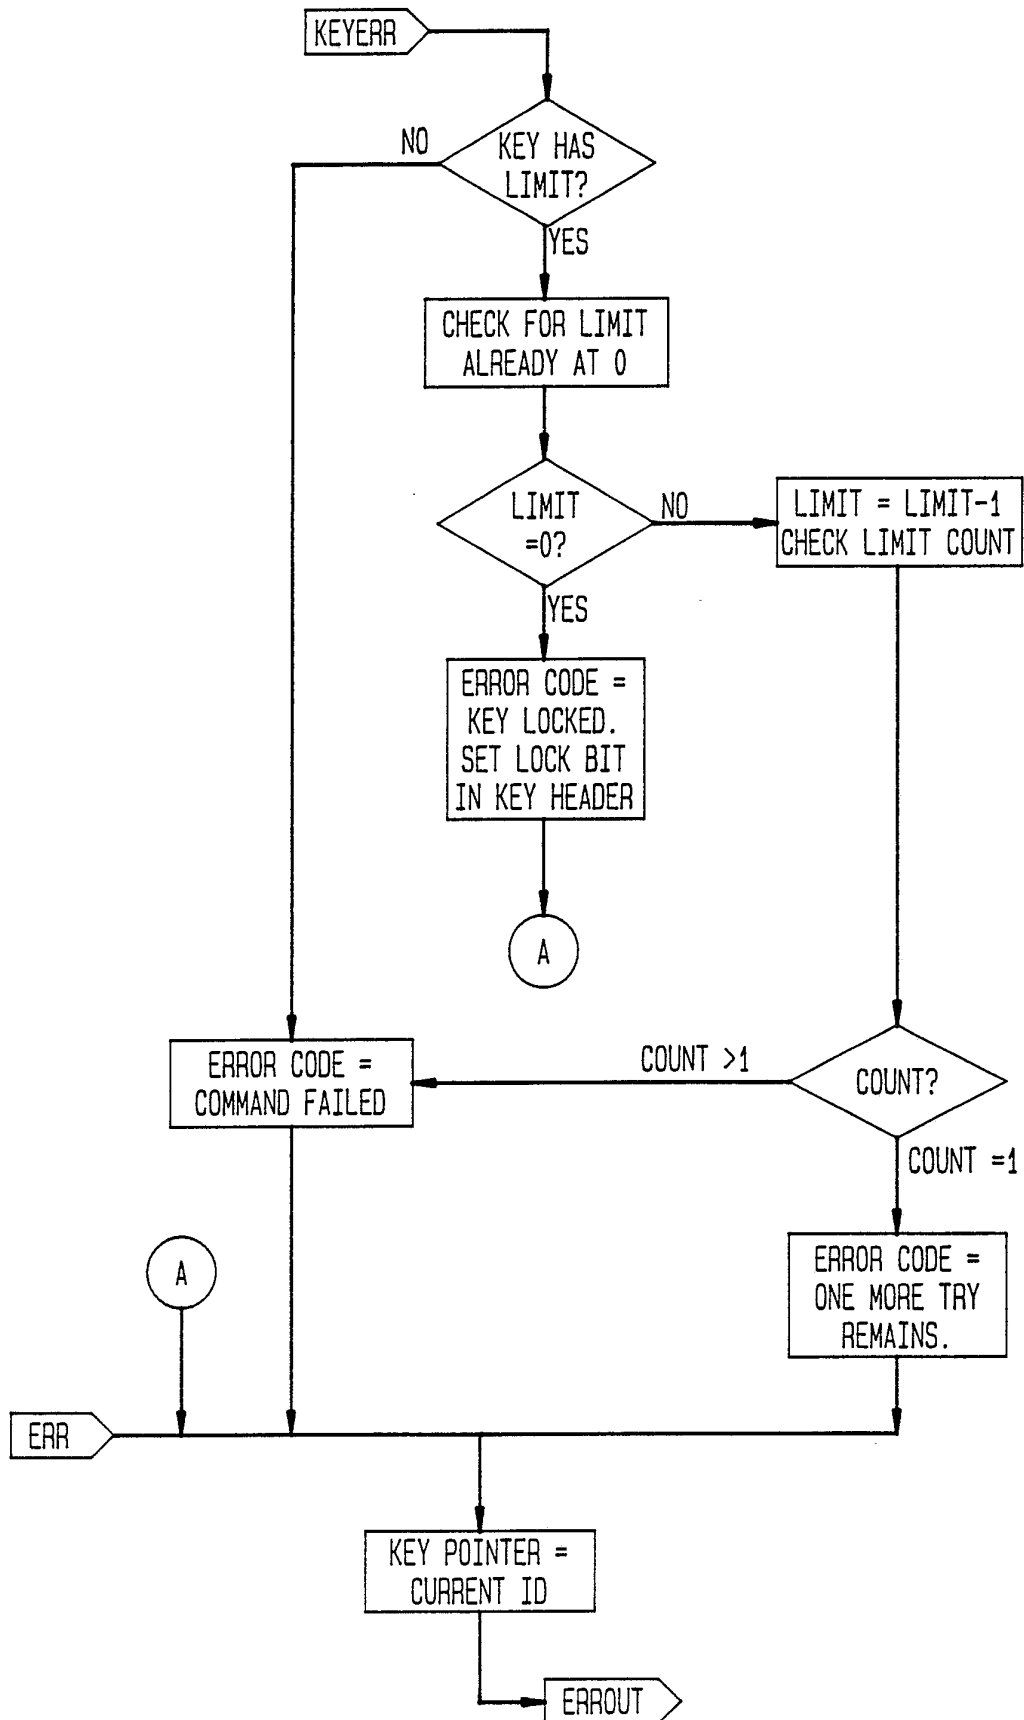 KEYERR
NO
KEY HAS
LIMIT?
YES
CHECK FOR LIMIT
ALREADY AT 0
LIMIT
=0?
NO
LIMIT = LIMIT-1
CHECK LIMIT COUNT
YES
ERROR CODE =
KEY LOCKED.
SET LOCK BIT
IN KEY HEADER
A
ERROR CODE =
COMMAND FAILED
COUNT >1
COUNT?
COUNT =1
A
ERROR CODE =
ONE MORE TRY
REMAINS.
ERR
KEY POINTER =
CURRENT ID
ERROUT